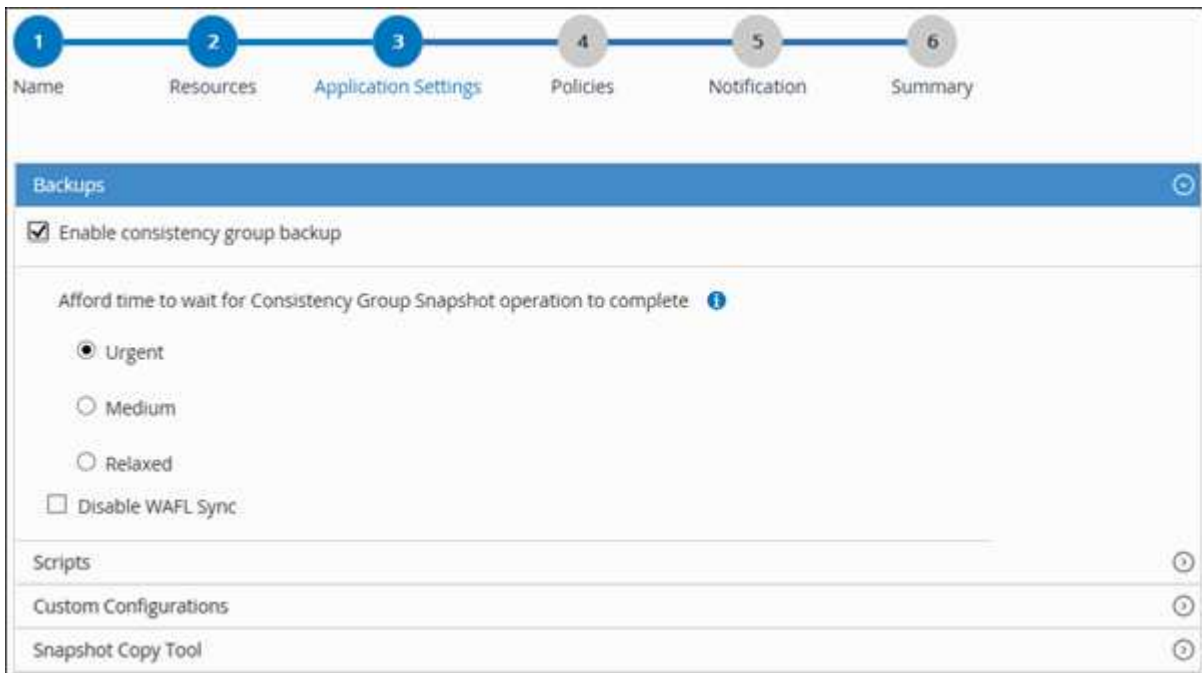 1 2 3 4 5 6
Name Resources Application Settings Policies Notification Summary
Backups
Enable consistency group backup
Afford time to wait for Consistency Group Snapshot operation to complete
Urgent
Medium
Relaxed
Disable WAFL Sync
Scripts
Custom Configurations
Snapshot Copy Tool